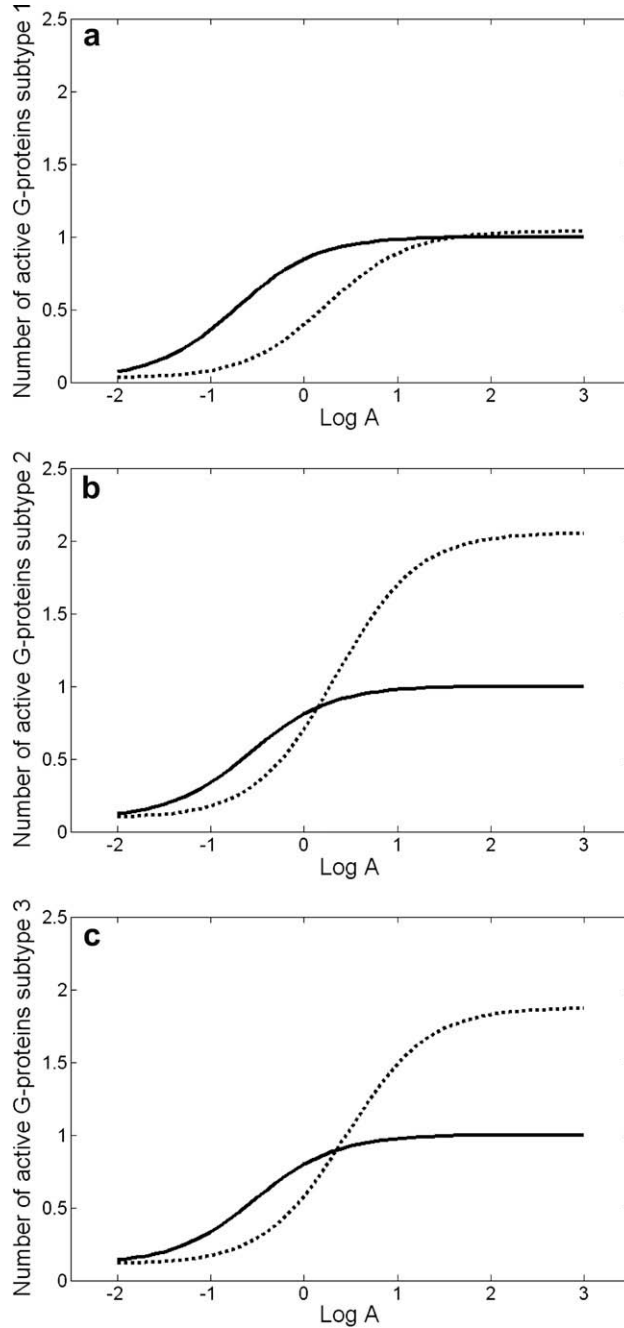 a
Number of active G-proteins subtype 1
2.5
2
1.5
1
0.5
0
-2 -1 0 1 2 3
Log A
b
Number of active G-proteins subtype 2
2.5
2
1.5
1
0.5
0
-2 -1 0 1 2 3
Log A
c
Number of active G-proteins subtype 3
2.5
2
1.5
1
0.5
0
-2 -1 0 1 2 3
Log A